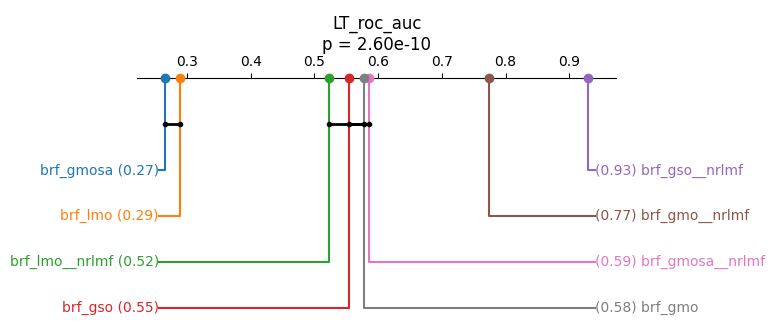 LT_roc_auc
p = 2.60e-10
0.3 0.4 0.5 0.6 0.7 0.8 0.9
brf_gmosa (0.27)
(0.93) brf_gso__nrlmf
brf_lmo (0.29)
(0.77) brf_gmo__nrlmf
brf_lmo__nrlmf (0.52)
(0.59) brf_gmosa__nrlmf
brf_gso (0.55)
(0.58) brf_gmo